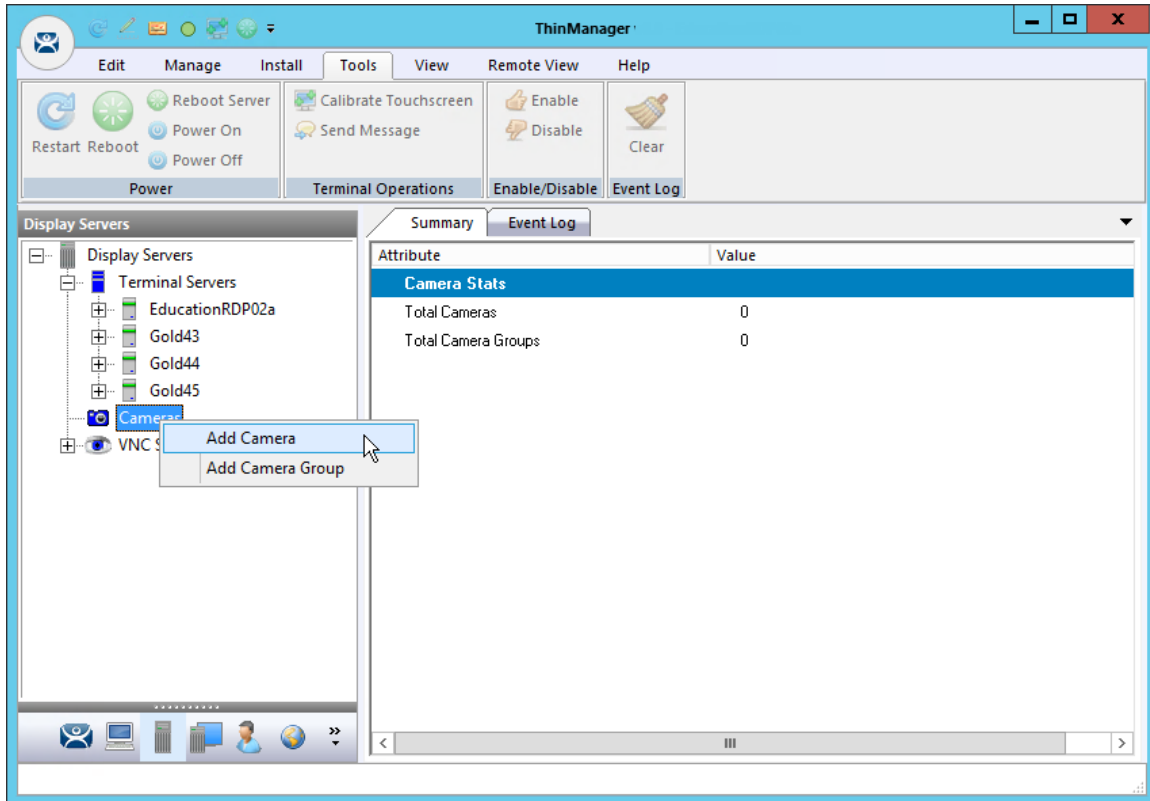 ThinManager
Edit Manage Install Tools View Remote View Help
Restart Reboot
Reboot Server
Power On
Power Off
Power
Calibrate Touchscreen
Send Message
Terminal Operations
Enable
Disable
Enable/Disable
Clear
Event Log
Display Servers
Display Servers
Terminal Servers
EducationRDP02a
Gold43
Gold44
Gold45
Cameras
VNC S
Add Camera
Add Camera Group
Summary Event Log
Attribute Value
Camera Stats
Total Cameras 0
Total Camera Groups 0